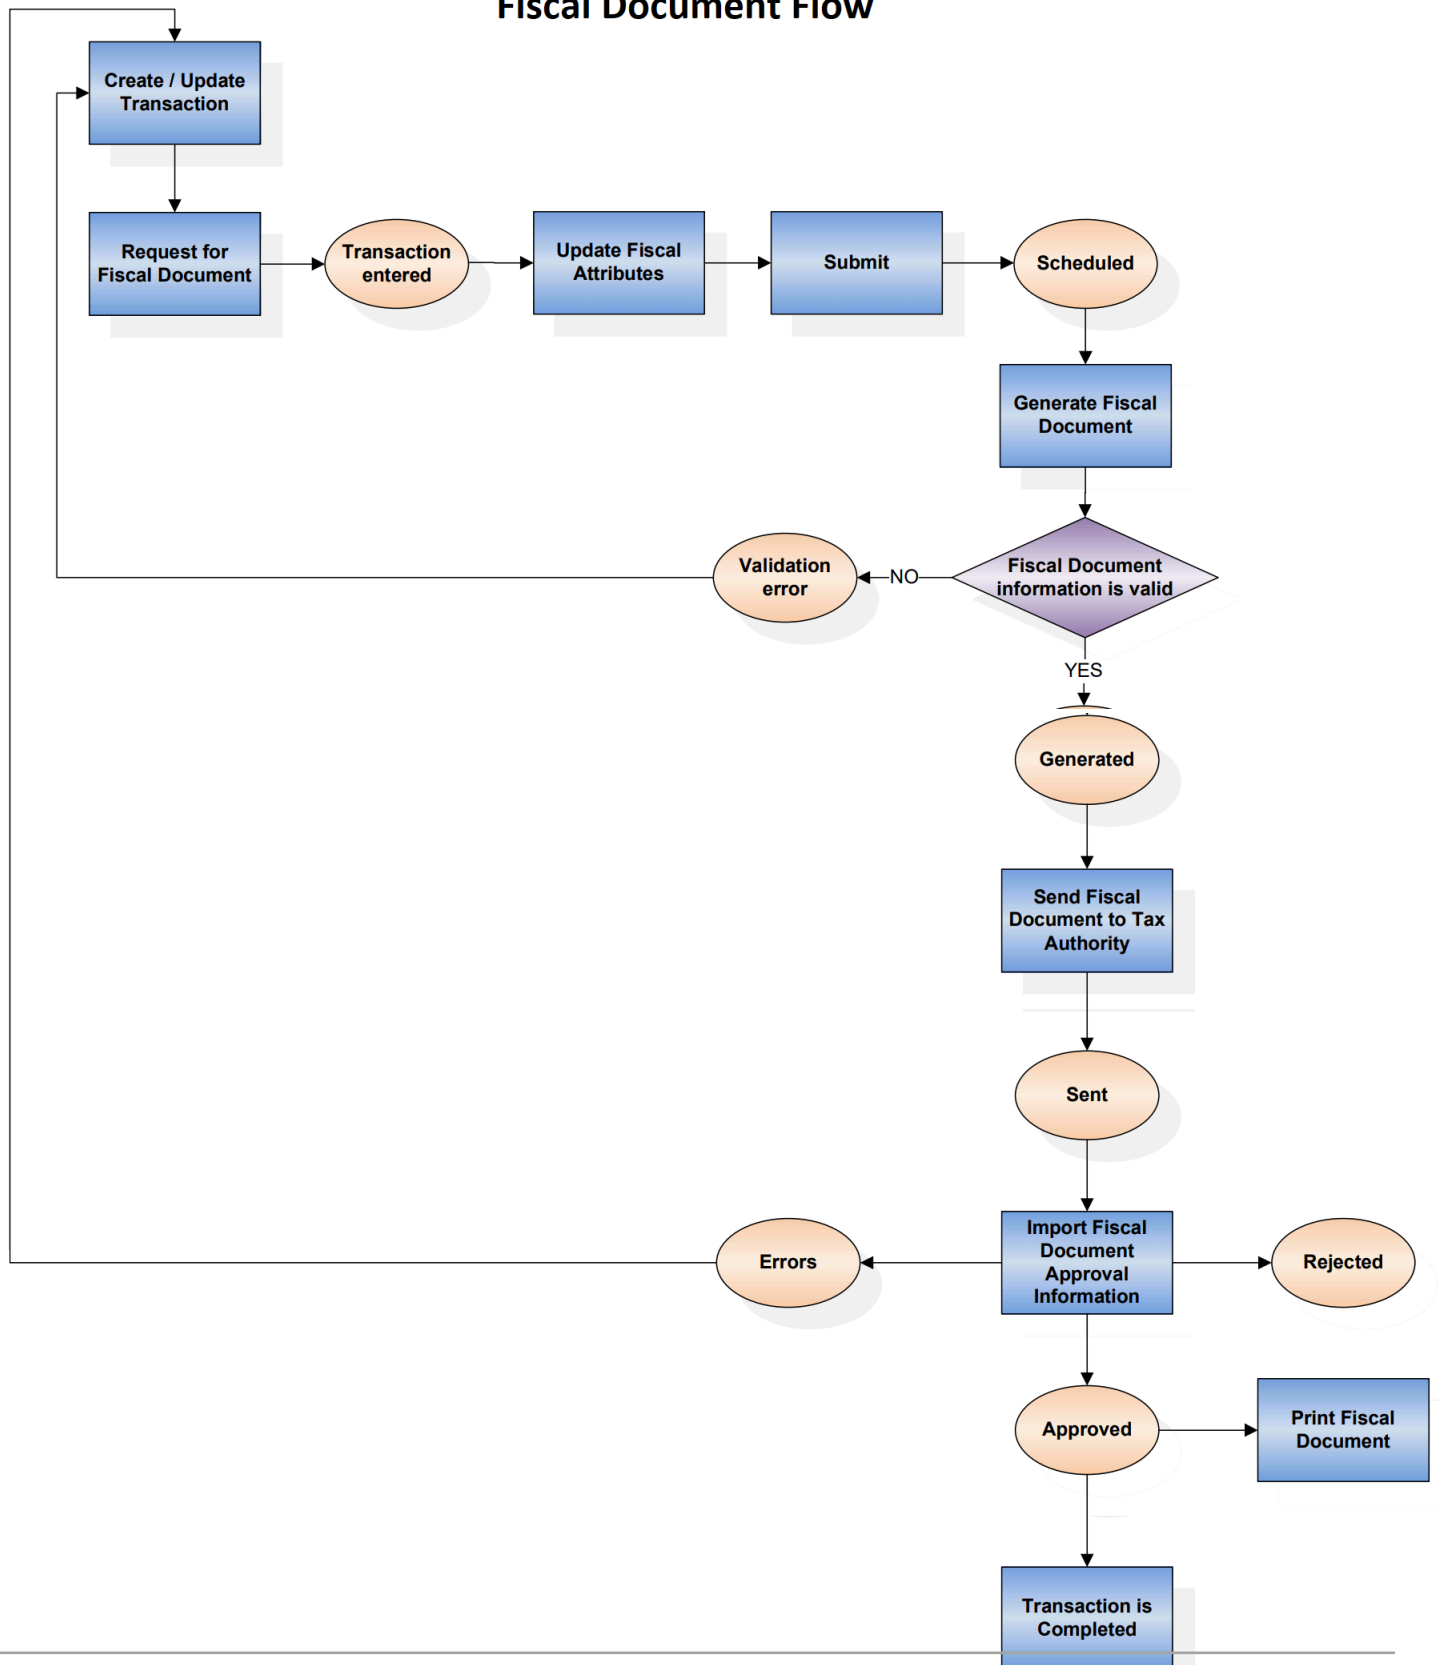 Fiscal Document Flow
Create / Update
Transaction
Request for
Fiscal Document
Transaction
entered
Update Fiscal
Attributes
Submit
Scheduled
Generate Fiscal
Document
Fiscal Document
information is valid
NO
Validation
error
YES
Generated
Send Fiscal
Document to Tax
Authority
Sent
Import Fiscal
Document
Approval
Information
Errors
Rejected
Approved
Print Fiscal
Document
Transaction is
Completed